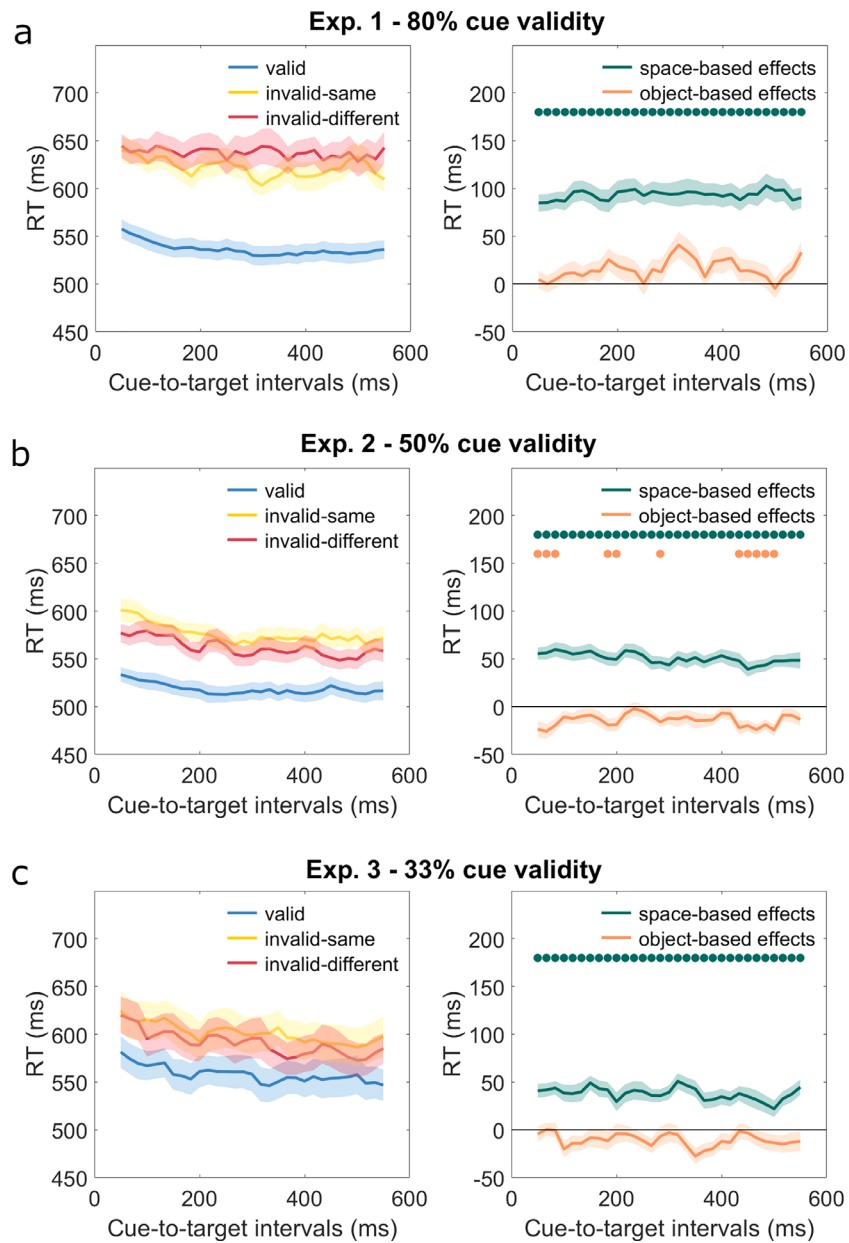 a
Exp. 1 - 80% cue validity
valid
invalid-same
invalid-different
700
650
600
550
500
450
RT (ms)
0
200
400
600
Cue-to-target intervals (ms)
space-based effects
object-based effects
200
150
100
50
0
-50
RT (ms)
0
200
400
600
Cue-to-target intervals (ms)
b
Exp. 2 - 50% cue validity
valid
invalid-same
invalid-different
700
650
600
550
500
450
RT (ms)
0
200
400
600
Cue-to-target intervals (ms)
space-based effects
object-based effects
200
150
100
50
0
-50
RT (ms)
0
200
400
600
Cue-to-target intervals (ms)
c
Exp. 3 - 33% cue validity
valid
invalid-same
invalid-different
700
650
600
550
500
450
RT (ms)
0
200
400
600
Cue-to-target intervals (ms)
space-based effects
object-based effects
200
150
100
50
0
-50
RT (ms)
0
200
400
600
Cue-to-target intervals (ms)